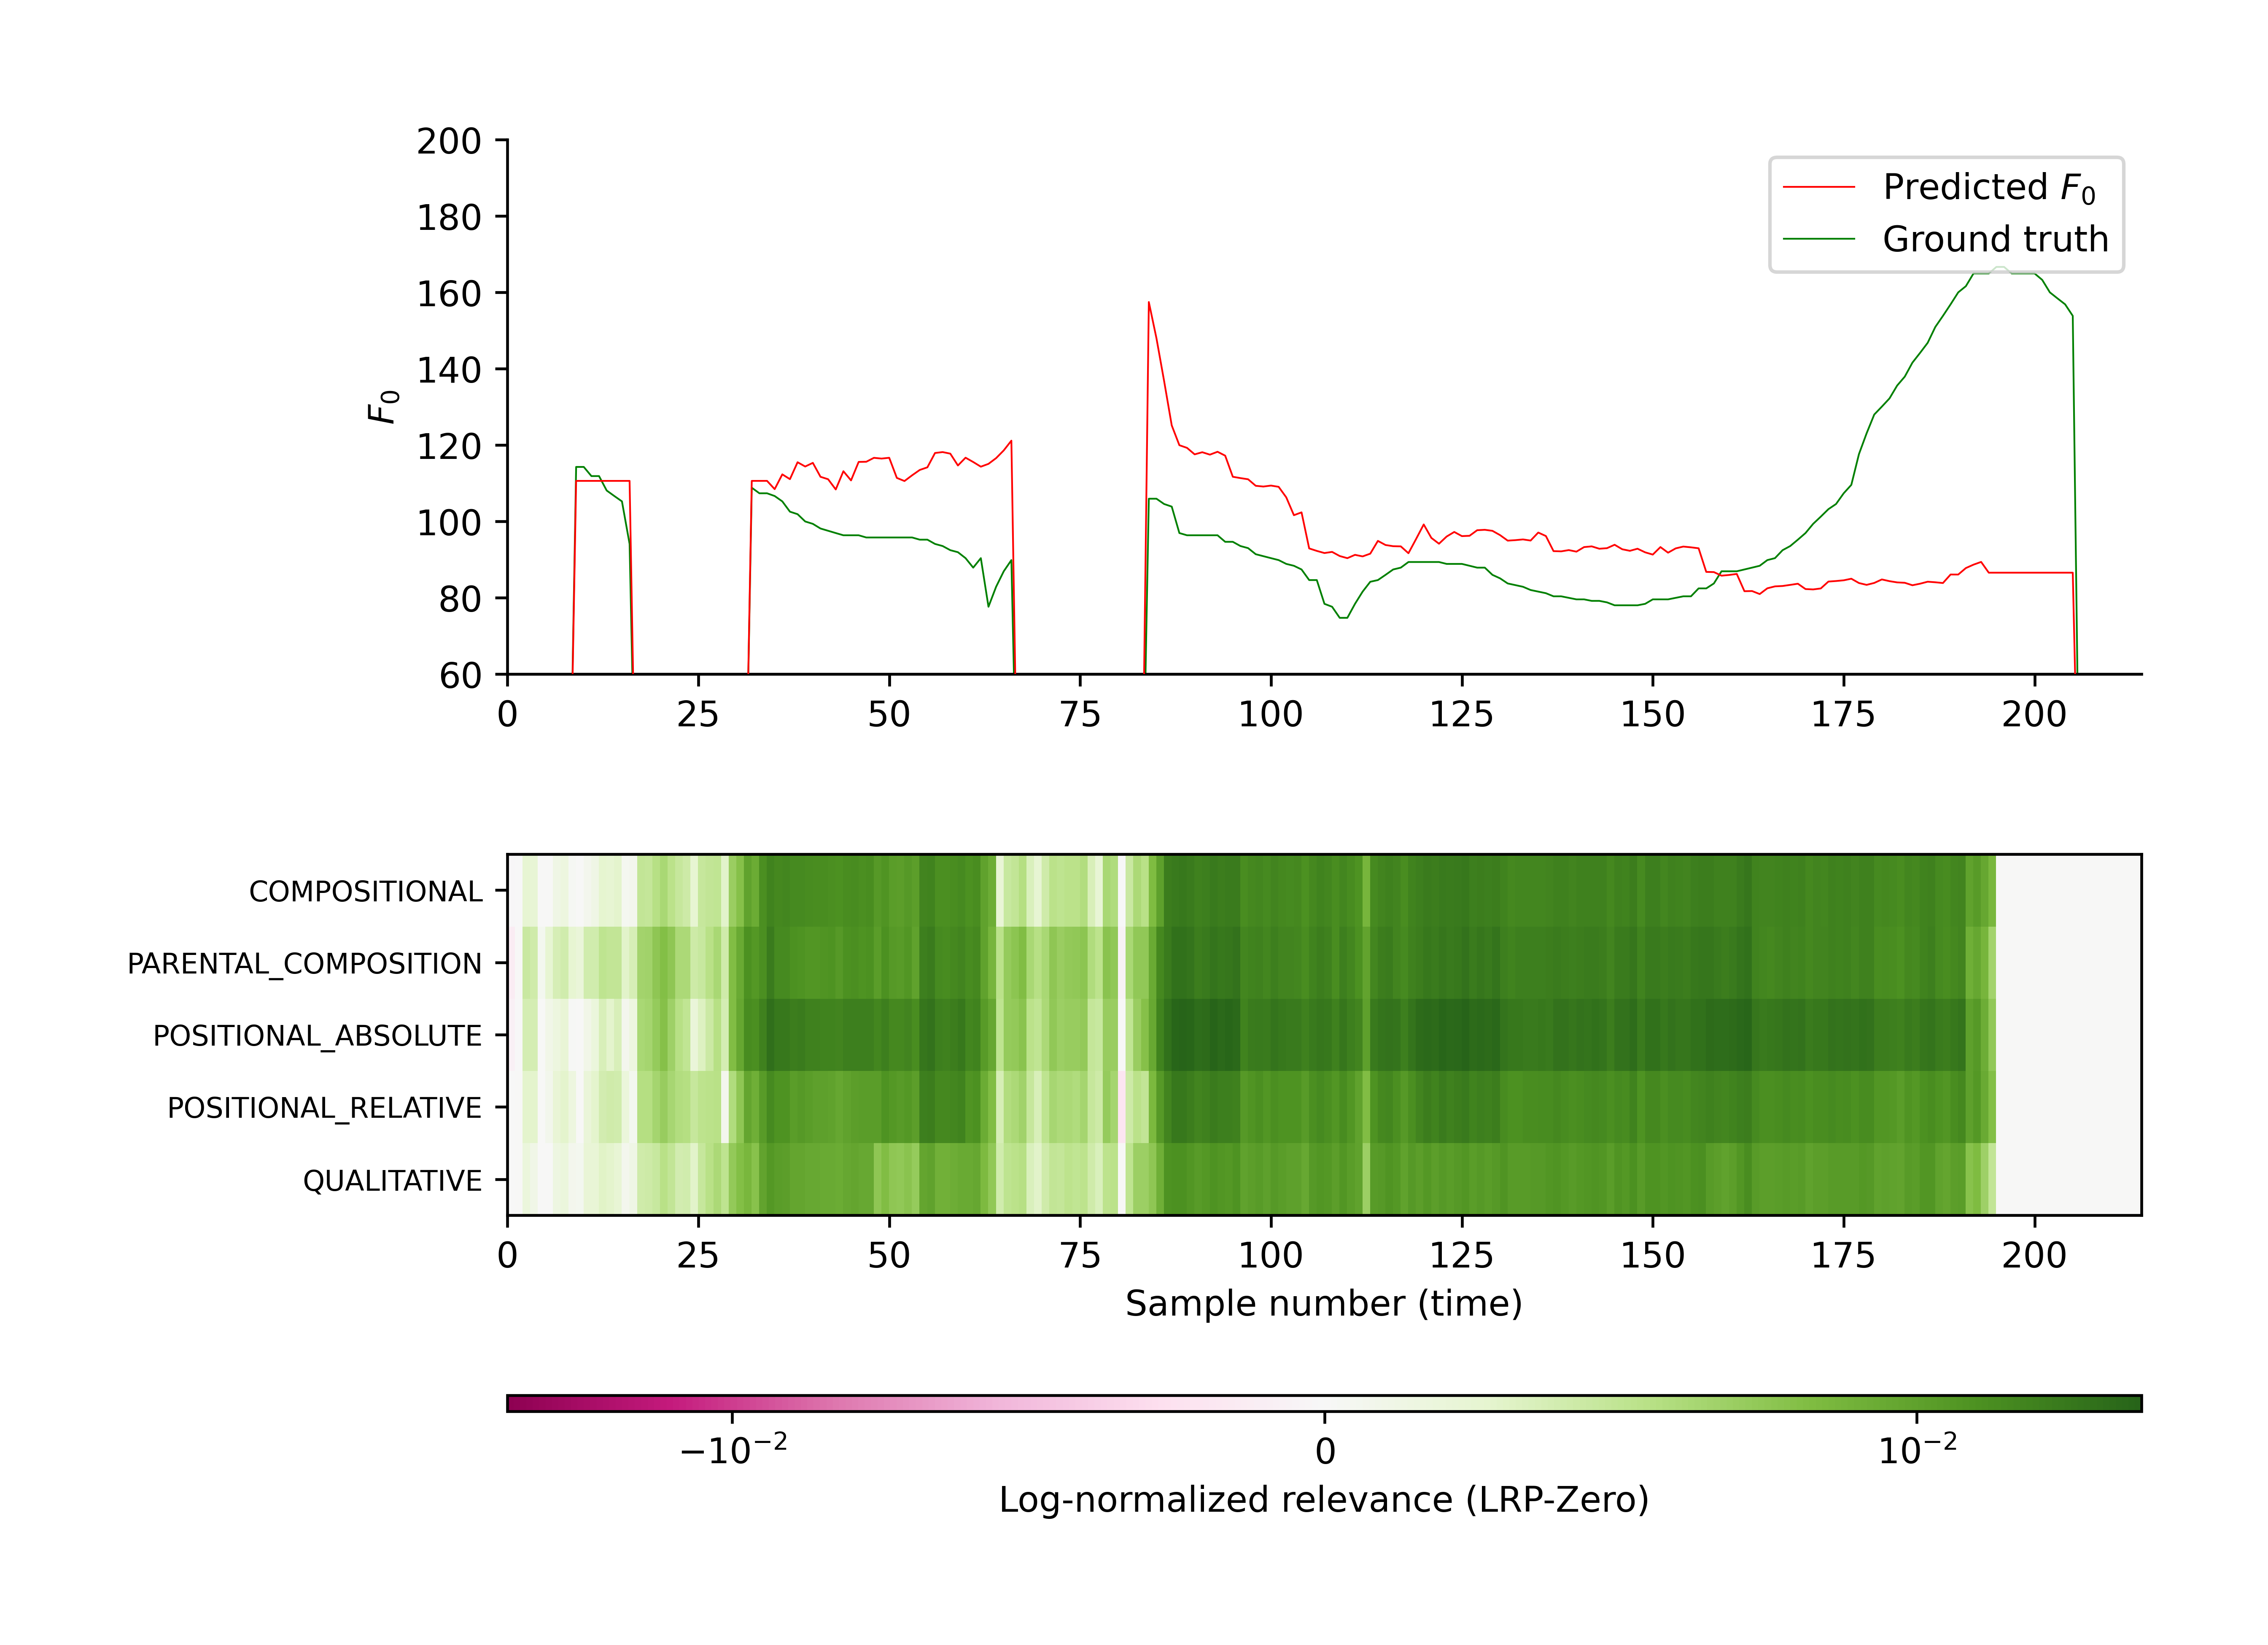 200
180
160
140
120
100
80
60
F0
Predicted F0
Ground truth
0 25 50 75 100 125 150 175 200
COMPOSITIONAL
PARENTAL_COMPOSITION
POSITIONAL_ABSOLUTE
POSITIONAL_RELATIVE
QUALITATIVE
0 25 50 75 100 125 150 175 200
Sample number (time)
−10−2 0 10−2
Log-normalized relevance (LRP-Zero)